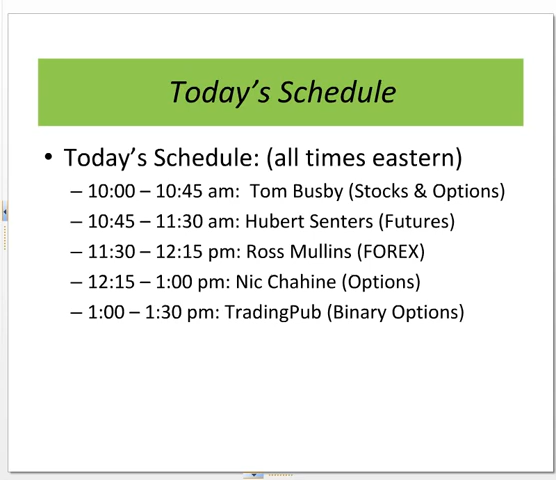 Today's Schedule
• Today's Schedule: (all times eastern)
– 10:00 – 10:45 am:  Tom Busby (Stocks & Options)
– 10:45 – 11:30 am: Hubert Senters (Futures)
– 11:30 – 12:15 pm: Ross Mullins (FOREX)
– 12:15 – 1:00 pm: Nic Chahine (Options)
– 1:00 – 1:30 pm: TradingPub (Binary Options)